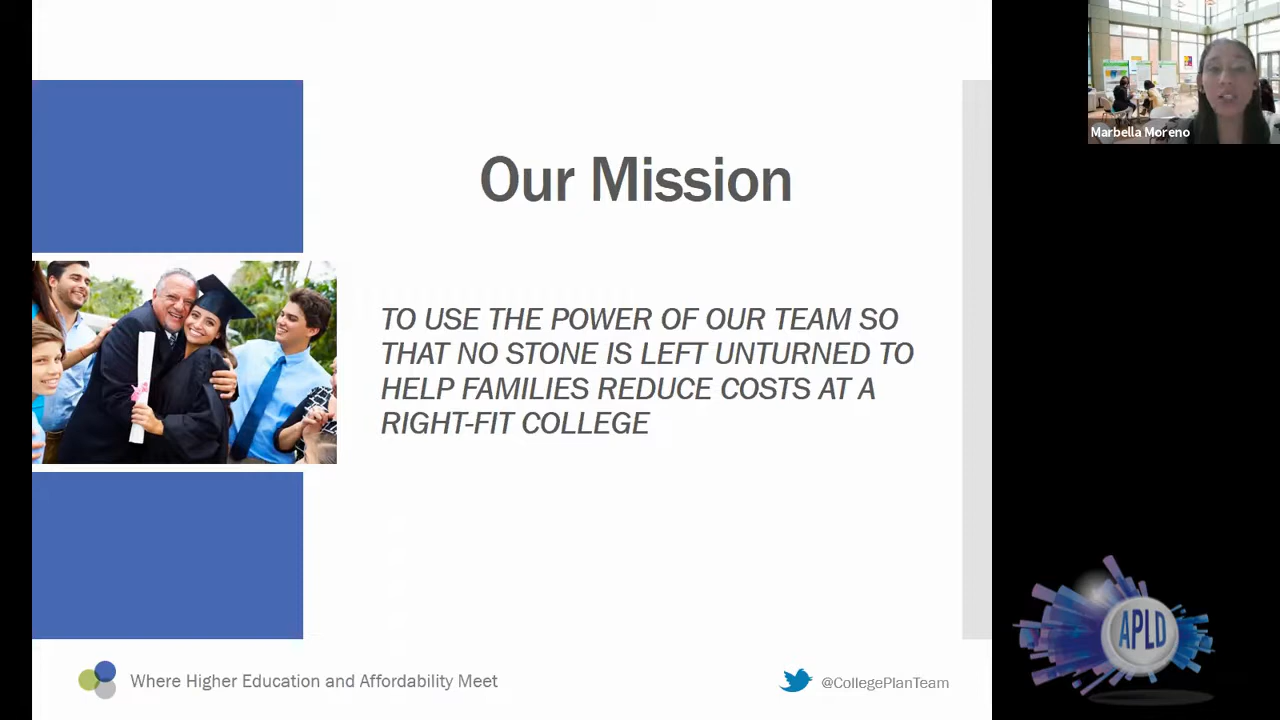 Our Mission
TO USE THE POWER OF OUR TEAM SO
THAT NO STONE IS LEFT UNTURNED TO
HELP FAMILIES REDUCE COSTS AT A
RIGHT-FIT COLLEGE
Where Higher Education and Affordability Meet
@CollegePlanTeam
Marbella Moreno
APLD